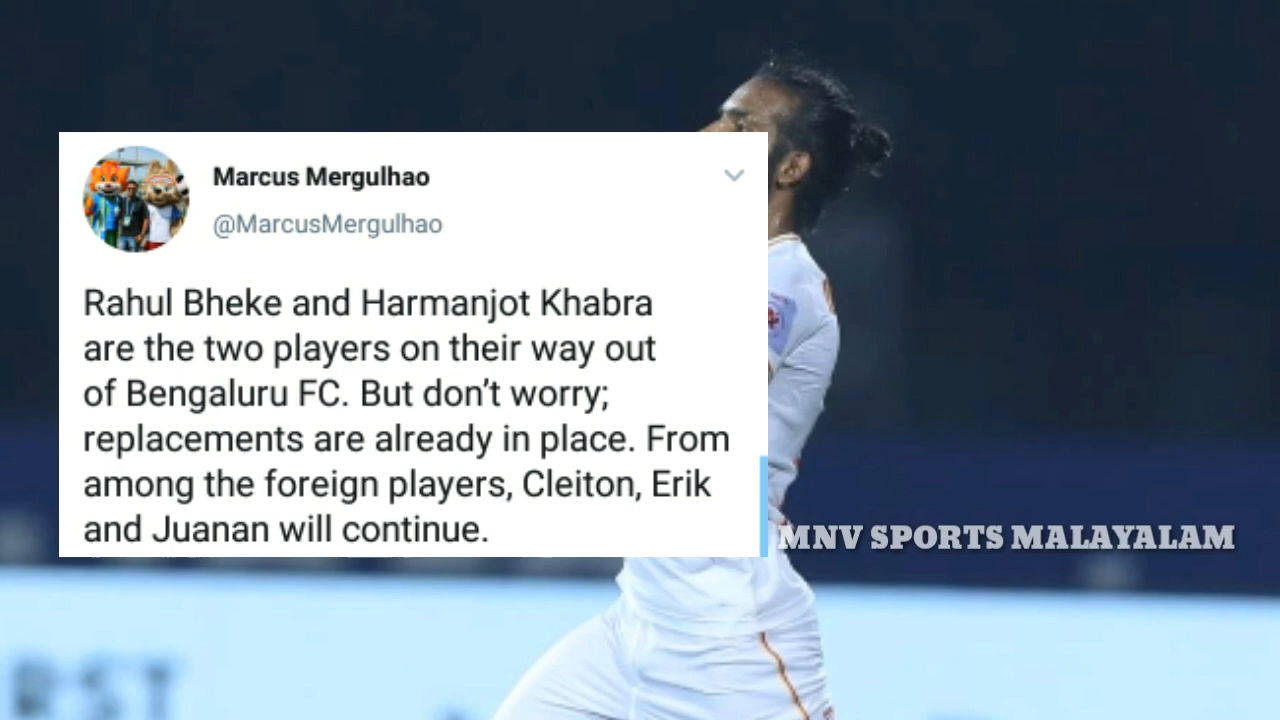 Marcus Mergulhao
@MarcusMergulhao
Rahul Bheke and Harmanjot Khabra
are the two players on their way out
of Bengaluru FC. But don’t worry;
replacements are already in place. From
among the foreign players, Cleiton, Erik
and Juanan will continue.
MNV SPORTS MALAYALAM
RST